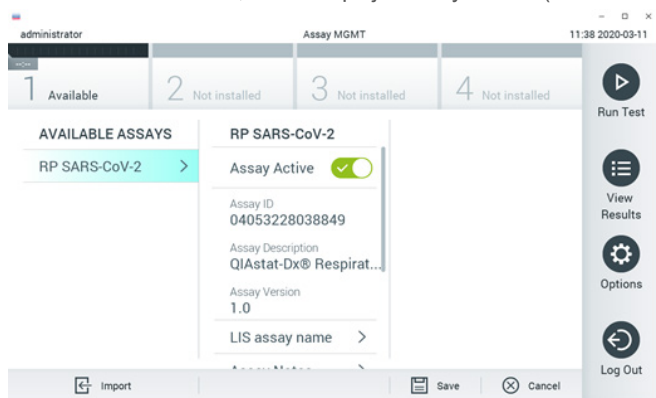 administrator Assay MGMT 11:38 2020-03-11
1 Available 2 Not installed 3 Not installed 4 Not installed
Run Test
AVAILABLE ASSAYS
RP SARS-CoV-2
RP SARS-CoV-2
Assay Active
Assay ID
04053228038849
Assay Description
QIAstat-Dx® Respirat...
Assay Version
1.0
LIS assay name
View
Results
Options
Log Out
Import Save Cancel